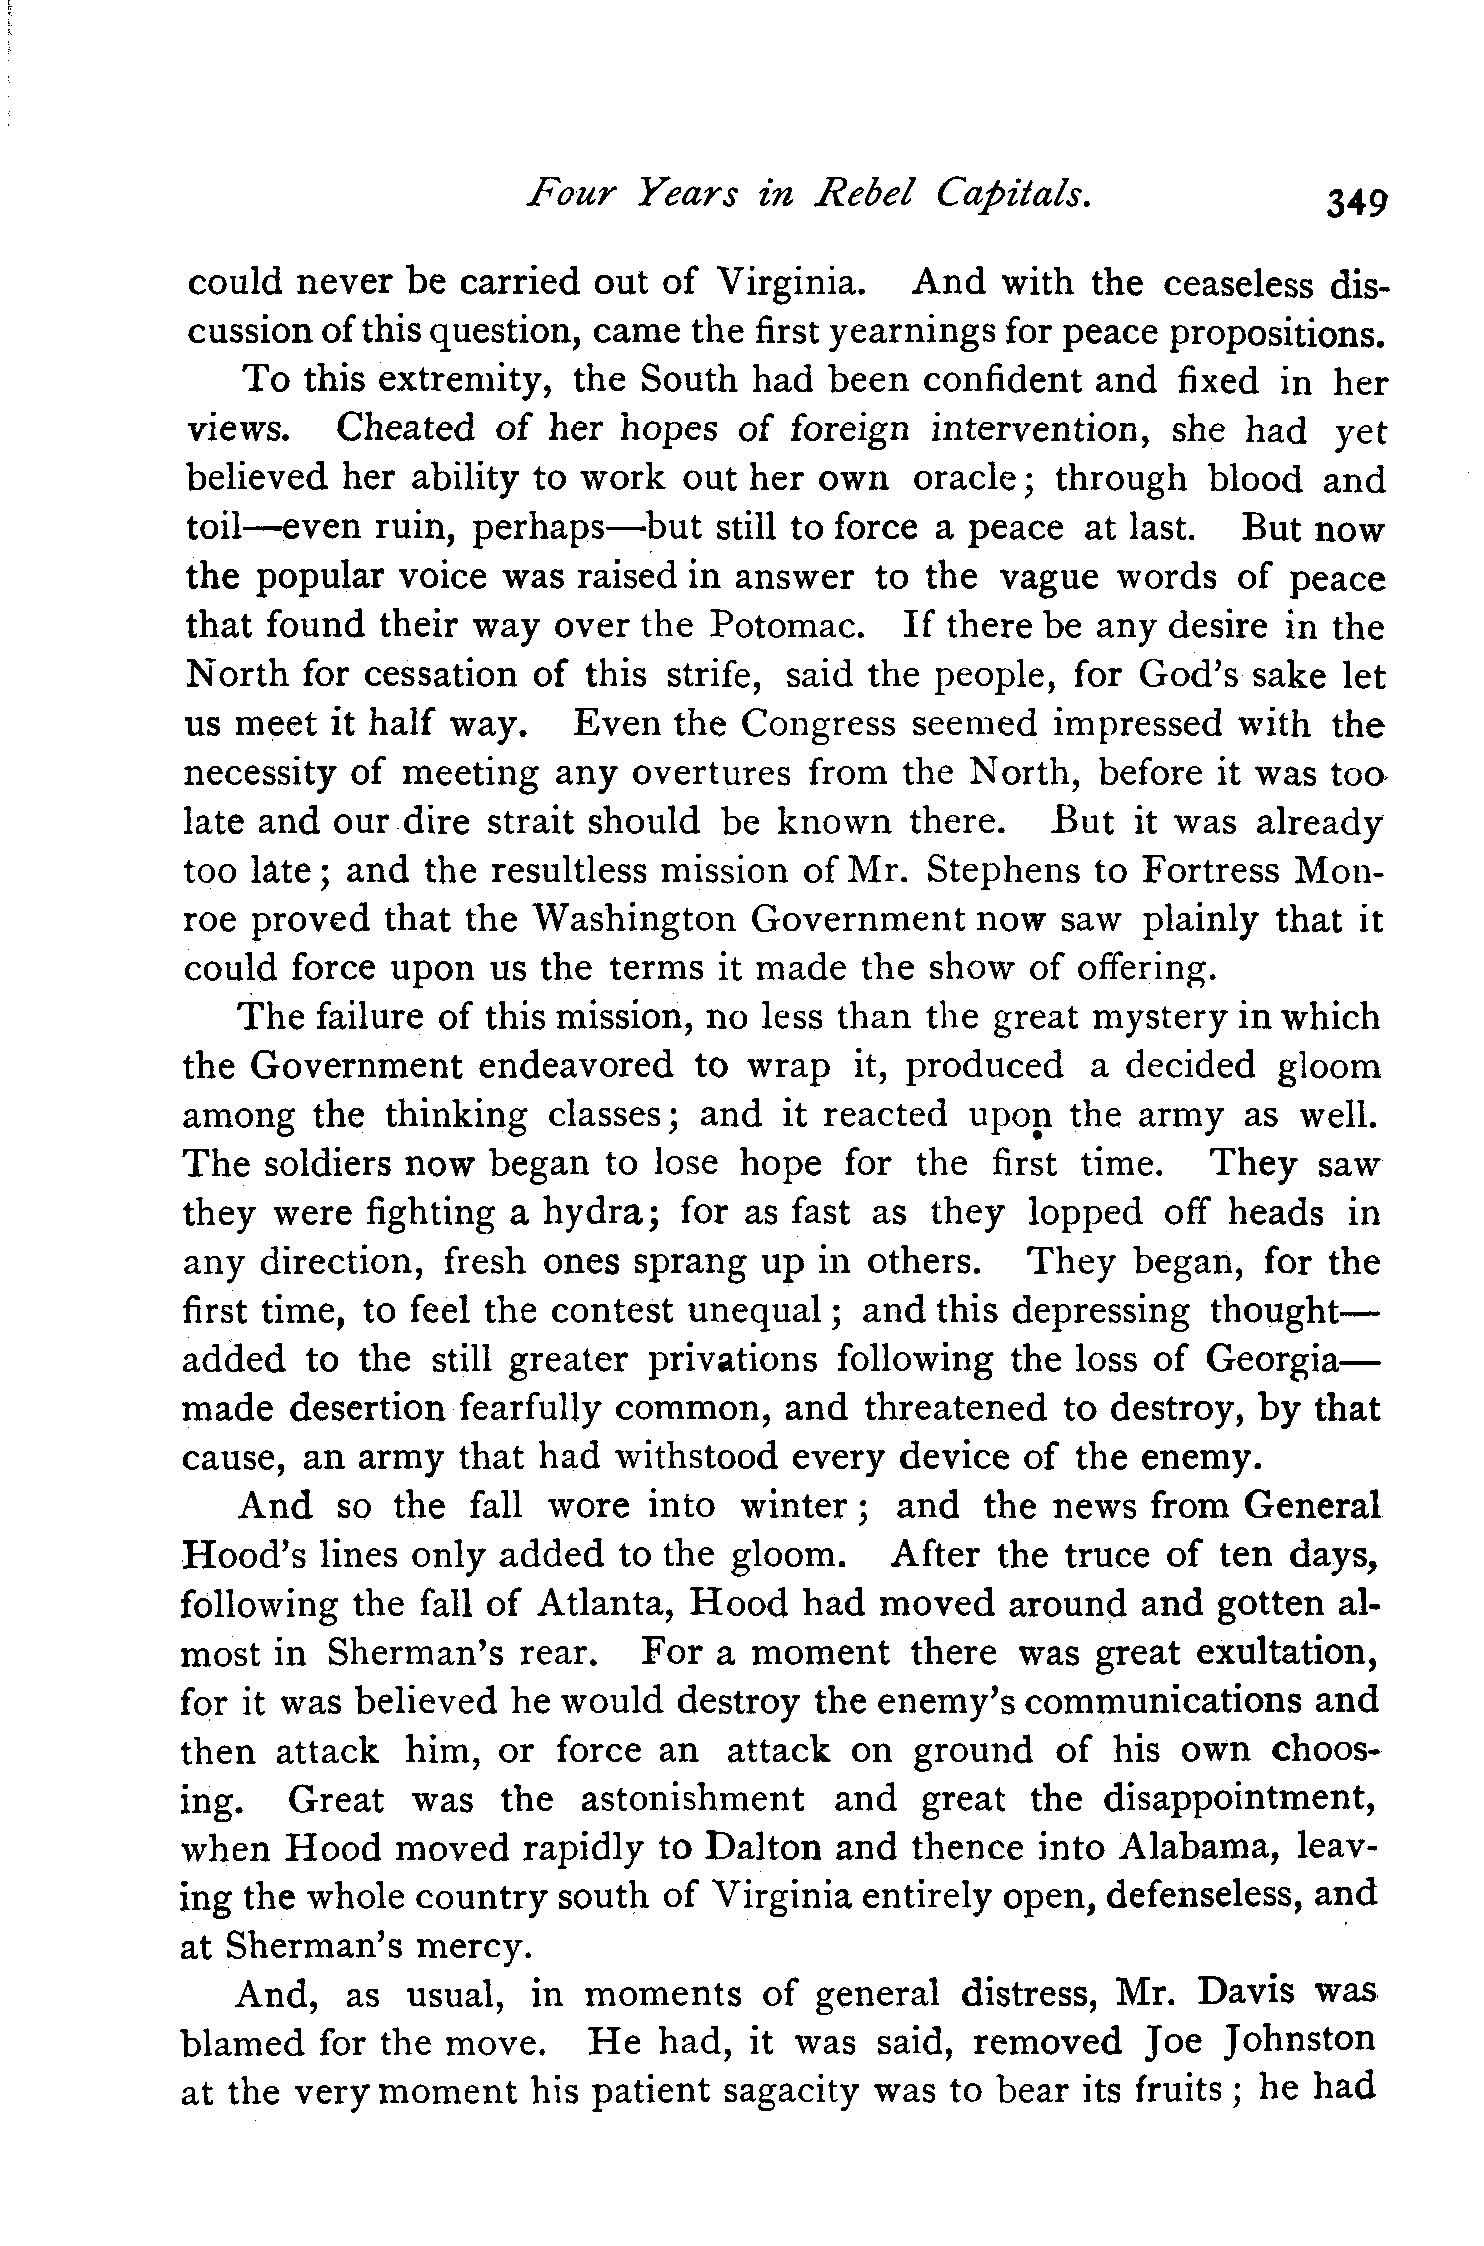 Four Years in Rebel Capitals. 349
could never be carried out of Virginia. And with the ceaseless dis-
cussion of this question, came the first yearnings for peace propositions.
To this extremity, the South had been confident and fixed in her
views. Cheated of her hopes of foreign intervention, she had yet
believed her ability to work out her own oracle; through blood and
toil—even ruin, perhaps—but still to force a peace at last. But now
the popular voice was raised in answer to the vague words of peace
that found their way over the Potomac. If there be any desire in the
North for cessation of this strife, said the people, for God's sake let
us meet it half way. Even the Congress seemed impressed with the
necessity of meeting any overtures from the North, before it was too
late and our dire strait should be known there. But it was already
too late; and the resultless mission of Mr. Stephens to Fortress Mon-
roe proved that the Washington Government now saw plainly that it
could force upon us the terms it made the show of offering.
The failure of this mission, no less than the great mystery in which
the Government endeavored to wrap it, produced a decided gloom
among the thinking classes; and it reacted upon the army as well.
The soldiers now began to lose hope for the first time. They saw
they were fighting a hydra; for as fast as they lopped off heads in
any direction, fresh ones sprang up in others. They began, for the
first time, to feel the contest unequal; and this depressing thought—
added to the still greater privations following the loss of Georgia—
made desertion fearfully common, and threatened to destroy, by that
cause, an army that had withstood every device of the enemy.
And so the fall wore into winter; and the news from General
Hood's lines only added to the gloom. After the truce of ten days,
following the fall of Atlanta, Hood had moved around and gotten al-
most in Sherman's rear. For a moment there was great exultation,
for it was believed he would destroy the enemy's communications and
then attack him, or force an attack on ground of his own choos-
ing. Great was the astonishment and great the disappointment,
when Hood moved rapidly to Dalton and thence into Alabama, leav-
ing the whole country south of Virginia entirely open, defenseless, and
at Sherman's mercy.
And, as usual, in moments of general distress, Mr. Davis was
blamed for the move. He had, it was said, removed Joe Johnston
at the very moment his patient sagacity was to bear its fruits; he had